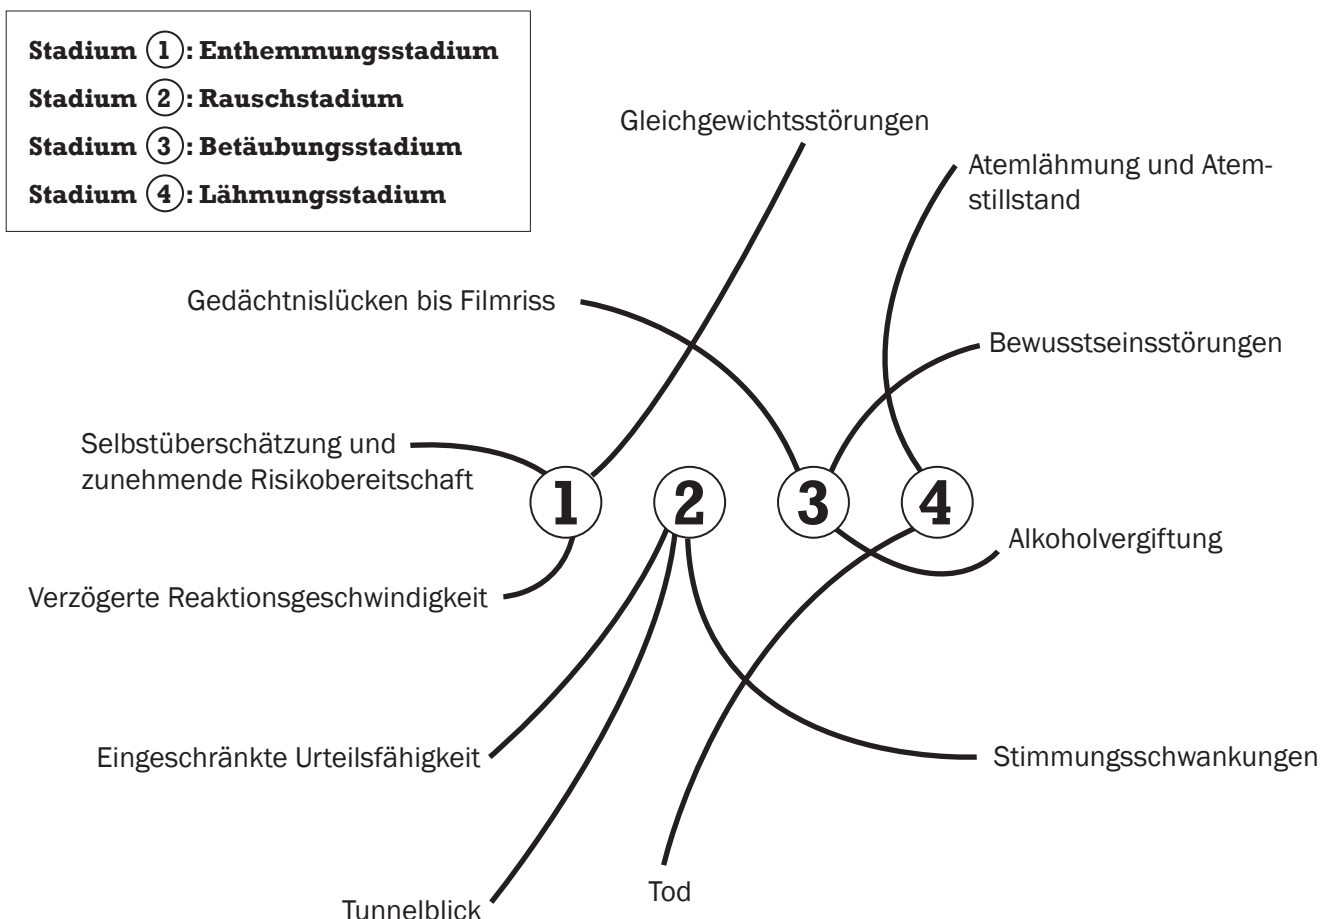 Stadium 1: Enthemmungsstadium
Stadium 2: Rauschstadium
Stadium 3: Betäubungsstadium
Stadium 4: Lähmungsstadium
Gleichgewichtsstörungen
Atemlähmung und Atem-
stillstand
Gedächtnislücken bis Filmriss
Bewusstseinsstörungen
Selbstüberschätzung und
zunehmende Risikobereitschaft
1 2 3 4
Alkoholvergiftung
Verzögerte Reaktionsgeschwindigkeit
Eingeschränkte Urteilsfähigkeit
Stimmungsschwankungen
Tod
Tunnelblick